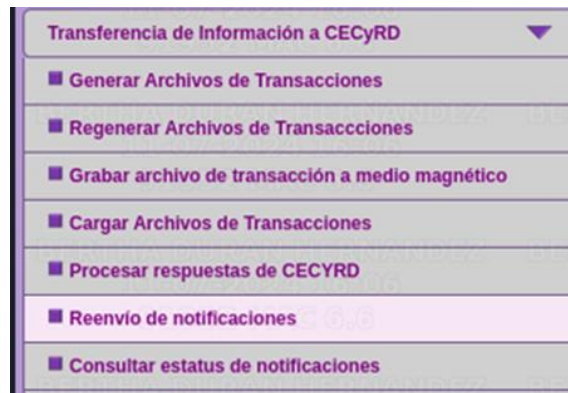 Transferencia de Información a CECyRD
Generar Archivos de Transacciones
Regenerar Archivos de Transaccciones
Grabar archivo de transacción a medio magnético
Cargar Archivos de Transacciones
Procesar respuestas de CECYRD
Reenvío de notificaciones
Consultar estatus de notificaciones